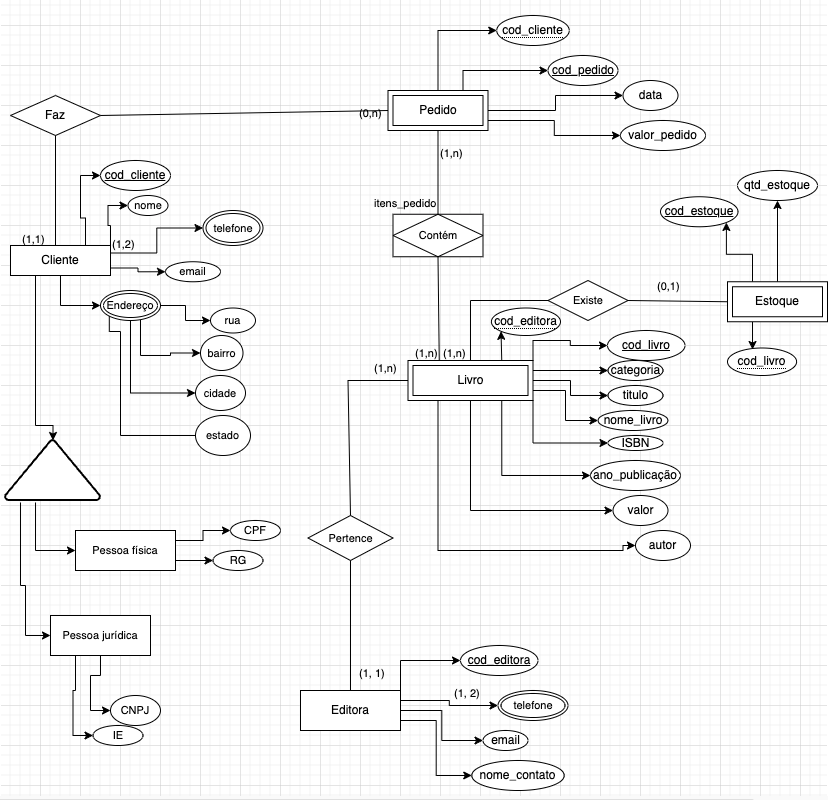 cod_cliente
cod_pedido
data
valor_pedido
Pedido
(0,n)
Faz
(1,n)
cod_cliente
nome
telefone
email
(1,1)
(1,2)
Cliente
Endereço
rua
bairro
cidade
estado
itens_pedido
Contém
qtd_estoque
cod_estoque
(0,1)
Existe
Estoque
cod_livro
cod_editora
(1,n)
(1,n)
(1,n)
Livro
cod_livro
categoria
titulo
nome_livro
ISBN
ano_publicação
valor
autor
Pertence
CPF
Pessoa física
RG
Pessoa jurídica
CNPJ
IE
(1, 1)
cod_editora
(1, 2)
telefone
Editora
email
nome_contato